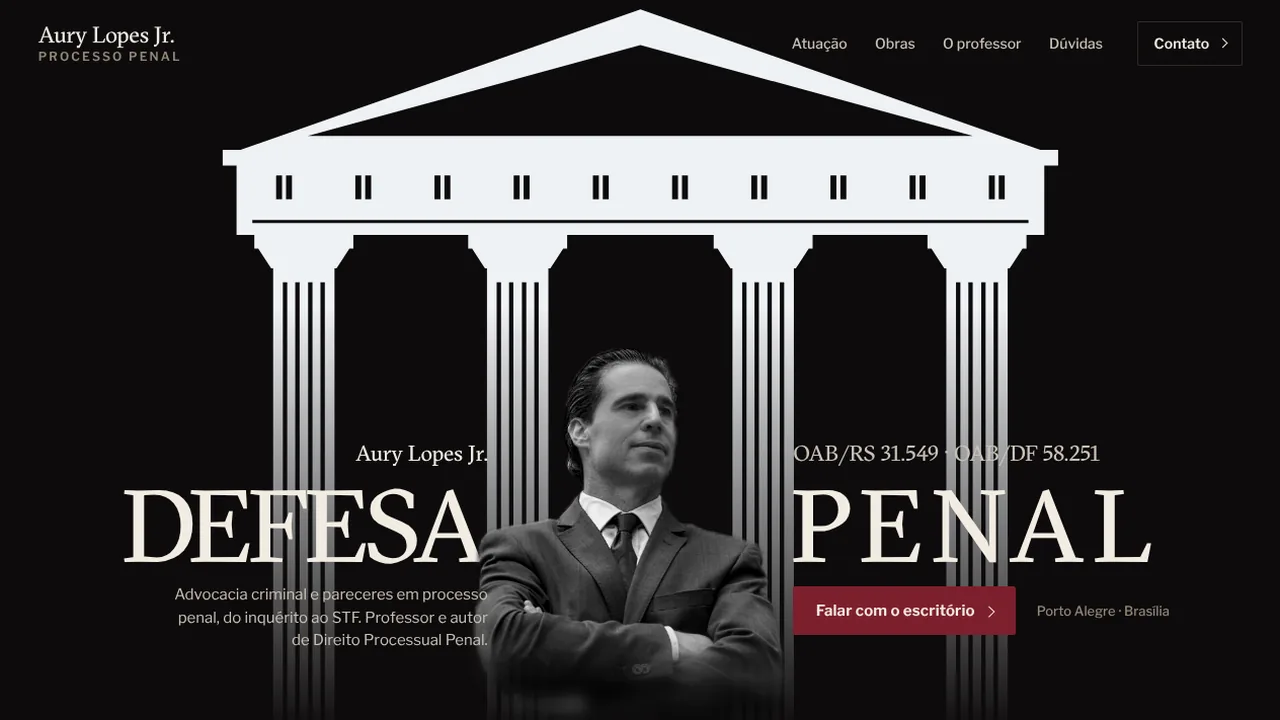 Aury Lopes Jr.
PROCESSO PENAL
Atuação
Obras
O professor
Dúvidas
Contato
Aury Lopes Jr.
OAB/RS 31.549 · OAB/DF 58.251
DEFESA
PENAL
Advocacia criminal e pareceres em processo
penal, do inquérito ao STF. Professor e autor
de Direito Processual Penal.
Falar com o escritório
Porto Alegre · Brasília